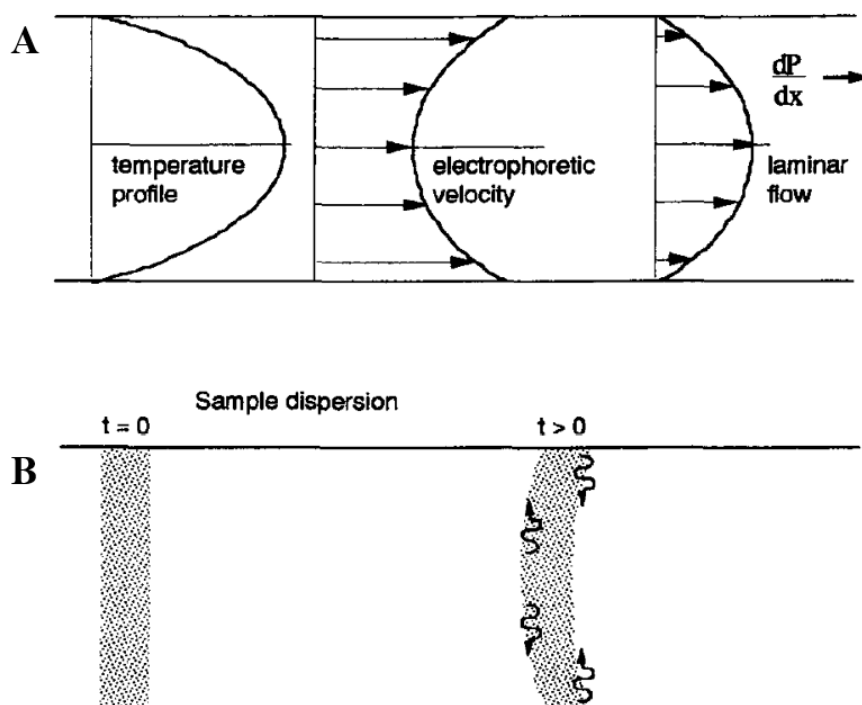 A
temperature
profile
electrophoretic
velocity
laminar
flow
dP
dx
Sample dispersion
t = 0
t > 0
B